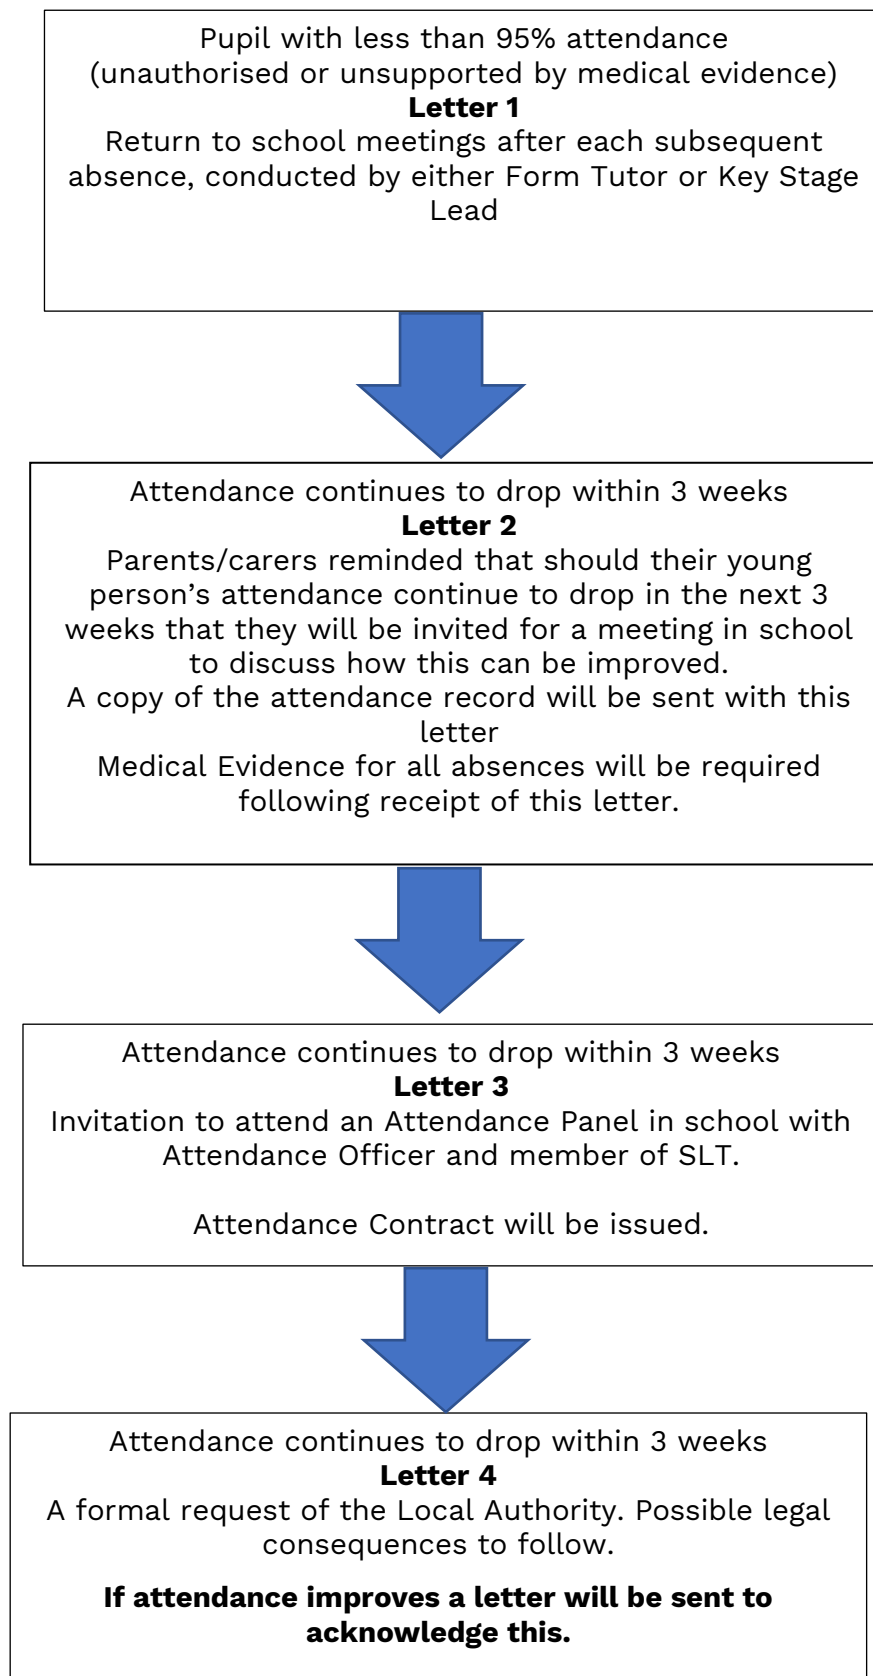 Pupil with less than 95% attendance
(unauthorised or unsupported by medical evidence)
Letter 1
Return to school meetings after each subsequent
absence, conducted by either Form Tutor or Key Stage
Lead
Attendance continues to drop within 3 weeks
Letter 2
Parents/carers reminded that should their young
person’s attendance continue to drop in the next 3
weeks that they will be invited for a meeting in school
to discuss how this can be improved.
A copy of the attendance record will be sent with this
letter
Medical Evidence for all absences will be required
following receipt of this letter.
Attendance continues to drop within 3 weeks
Letter 3
Invitation to attend an Attendance Panel in school with
Attendance Officer and member of SLT.
Attendance Contract will be issued.
Attendance continues to drop within 3 weeks
Letter 4
A formal request of the Local Authority. Possible legal
consequences to follow.
If attendance improves a letter will be sent to
acknowledge this.